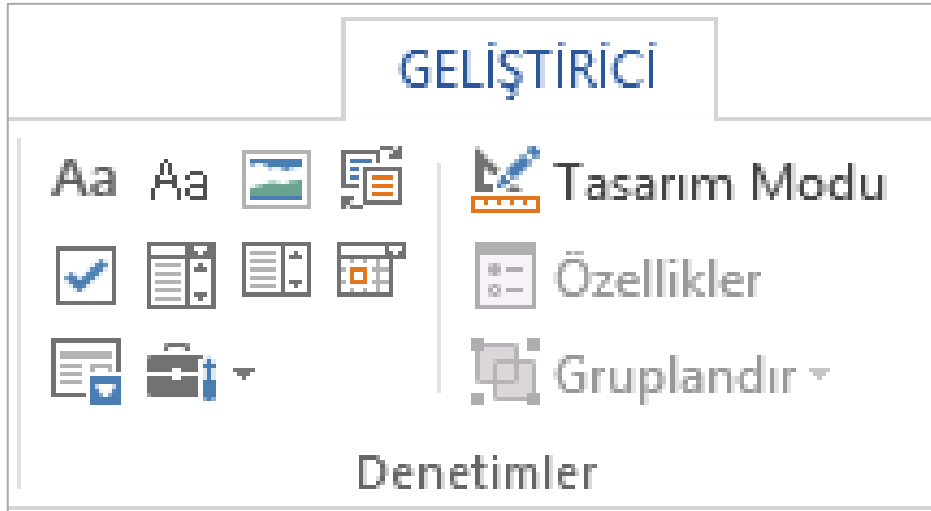 GELİŞTİRİCİ
Aa Aa Tasarım Modu
Özellikler
Gruplandır
Denetimler